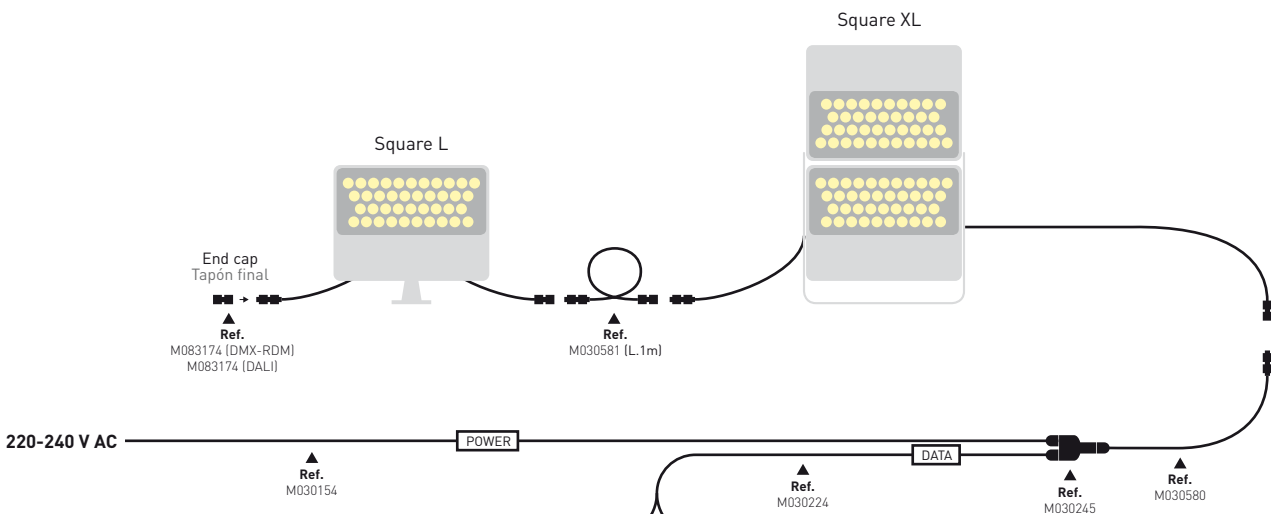 Square XL
Square L
End cap
Tapón final
Ref.
M083174 (DMX-RDM)
M083174 (DALI)
Ref.
M030581 (L.1m)
220-240 V AC
POWER
DATA
Ref.
M030154
Ref.
M030224
Ref.
M030245
Ref.
M030580